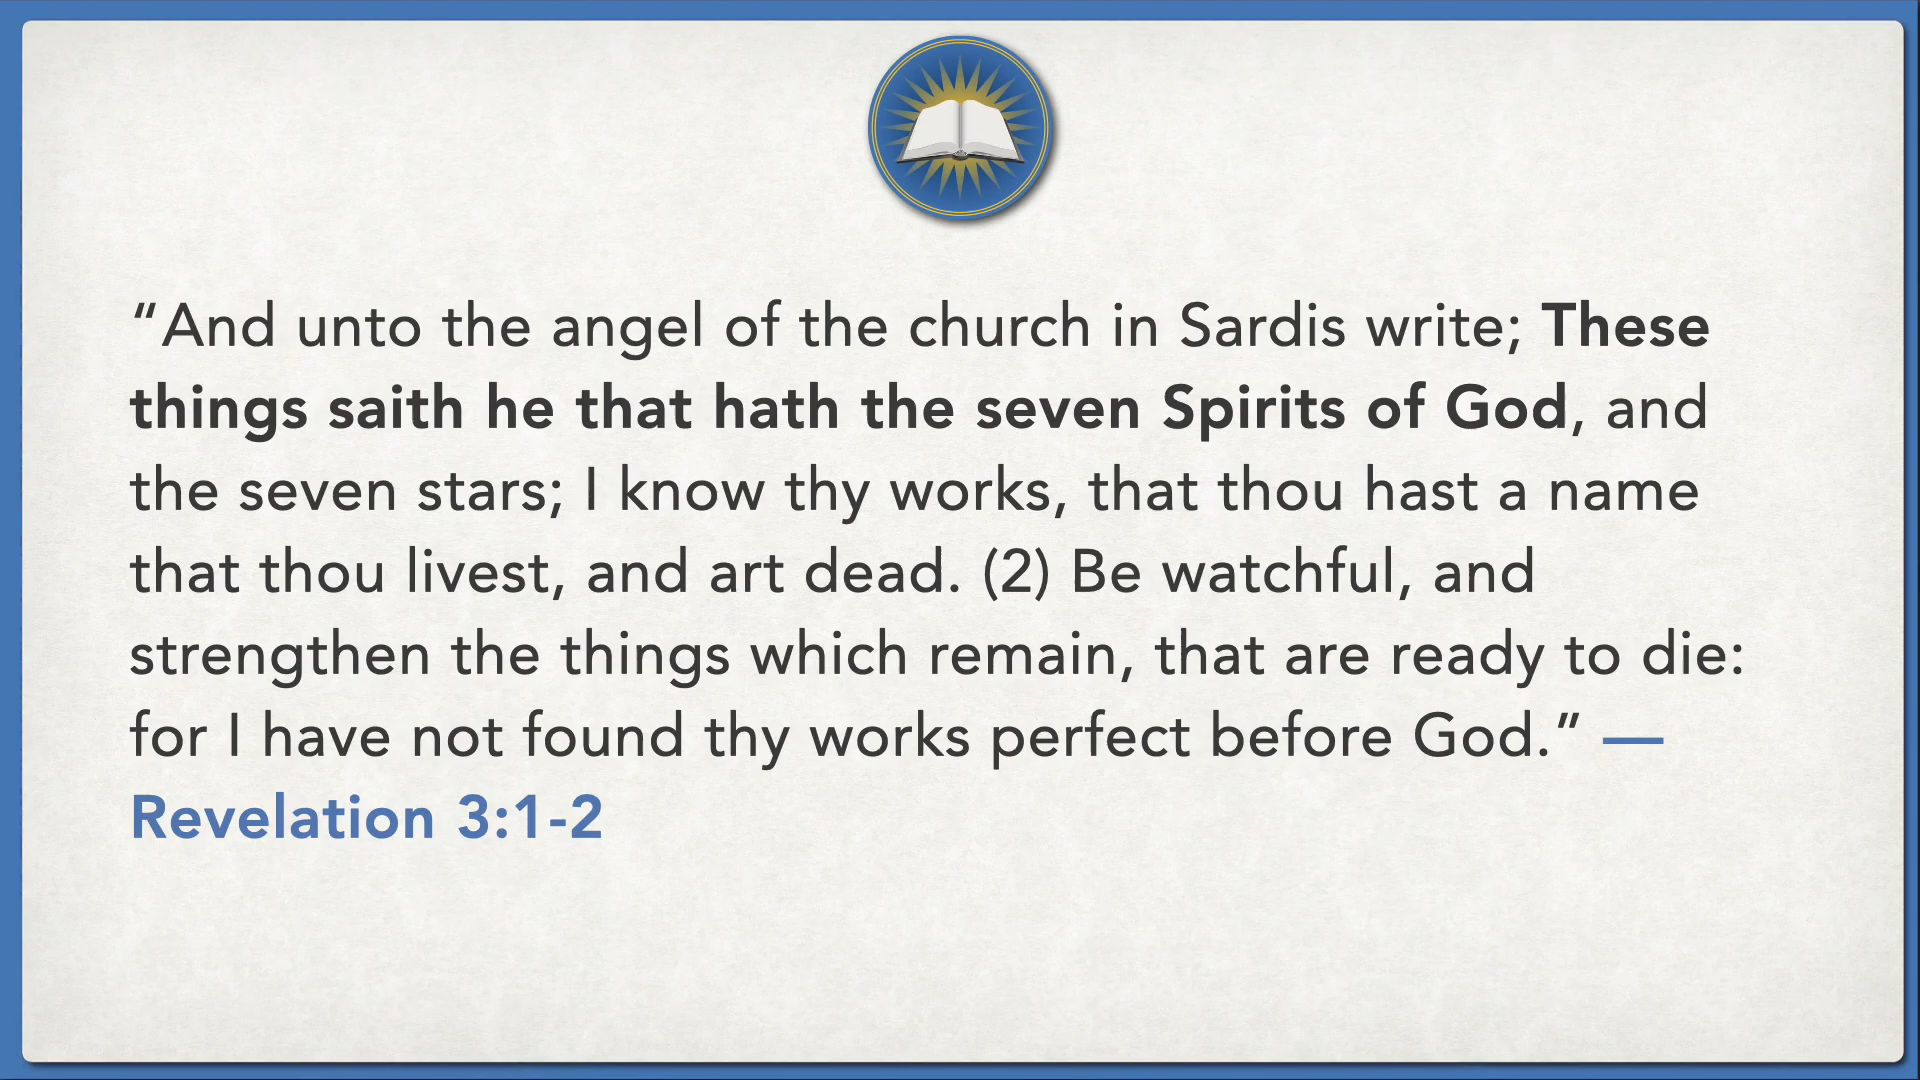 “And unto the angel of the church in Sardis write; These
things saith he that hath the seven Spirits of God, and
the seven stars; I know thy works, that thou hast a name
that thou livest, and art dead. (2) Be watchful, and
strengthen the things which remain, that are ready to die:
for I have not found thy works perfect before God.” —
Revelation 3:1-2